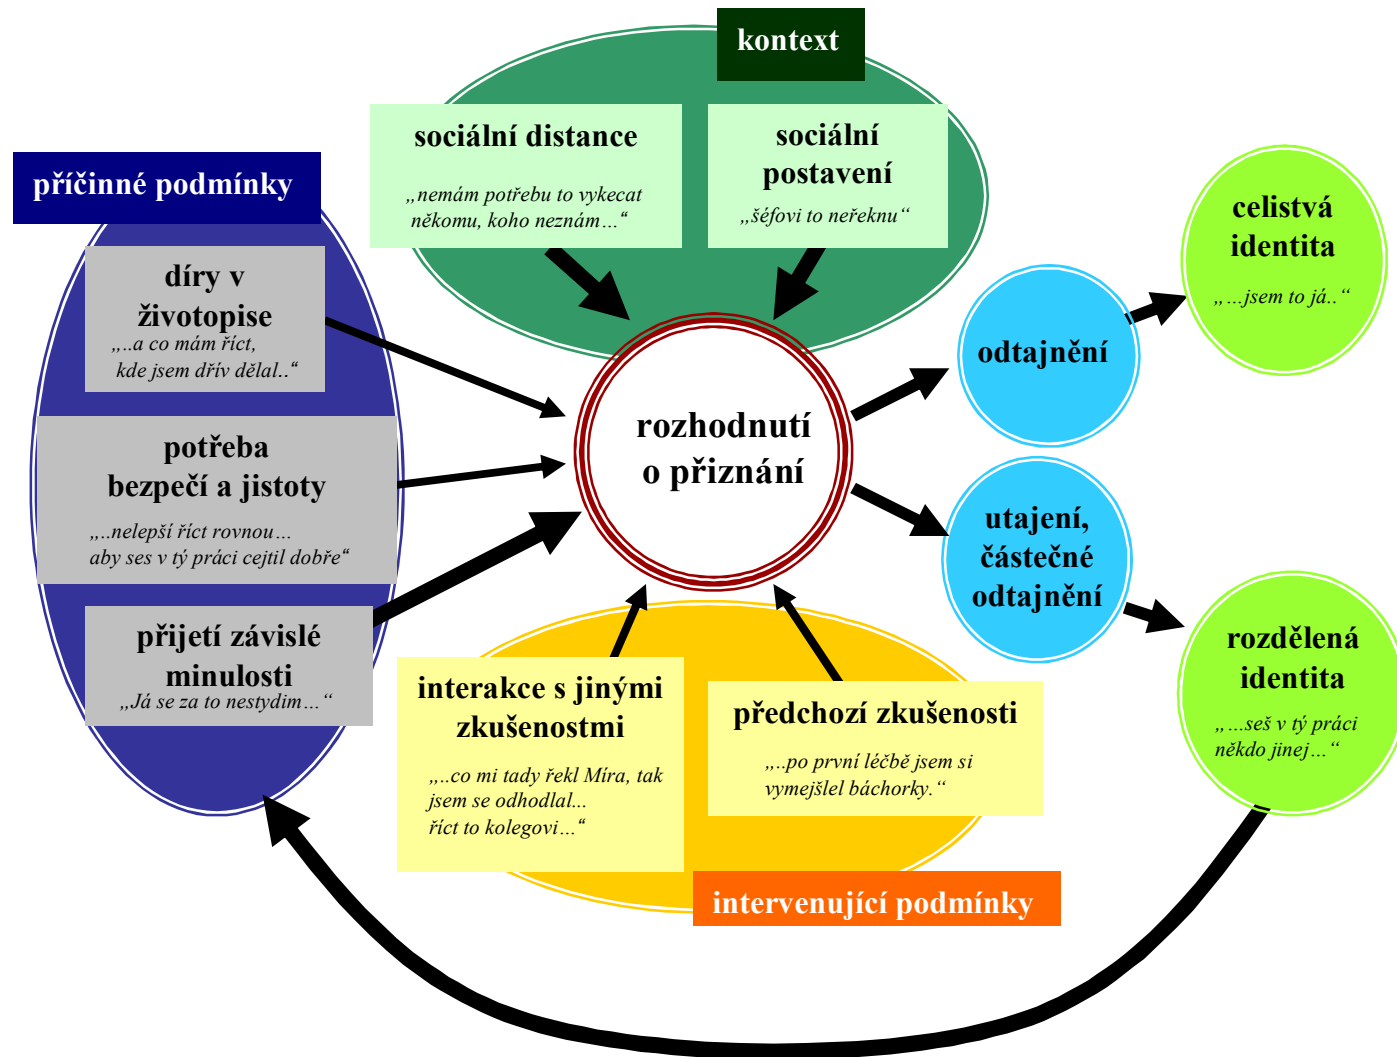 kontext
sociální distance
„nemám potřebu to vykecat
někomu, koho neznám…“
sociální
postavení
„šéfovi to neřeknu“
příčinné podmínky
díry v
životopise
„..a co mám říct,
kde jsem dřív dělal..“
potřeba
bezpečí a jistoty
„..nelepší říct rovnou…
aby ses v tý práci cejtil dobře“
přijetí závislé
minulosti
„Já se za to nestydim…“
rozhodnutí
o přiznání
interakce s jinými
zkušenostmi
„..co mi tady řekl Míra, tak
jsem se odhodlal...
říct to kolegovi…“
předchozí zkušenosti
„..po první léčbě jsem si
vymejšlel báchorky.“
intervenující podmínky
odtajnění
utajení,
částečné
odtajnění
celistvá
identita
„…jsem to já..“
rozdělená
identita
„…seš v tý práci
někdo jinej…“